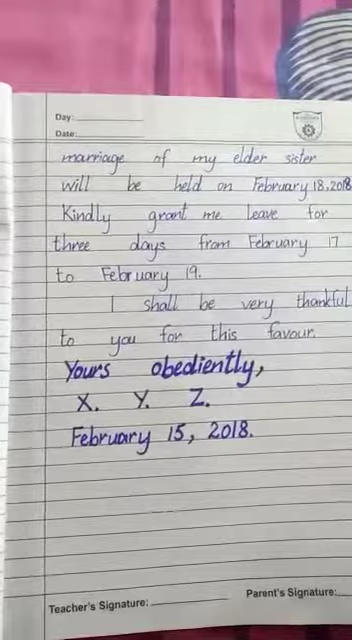 Day:
Date:
marriage of my elder sister
will be held on February 18, 2018
Kindly grant me leave for
three days from February 17
to February 19.
I shall be very thankful
to you for this favour.
Yours obediently,
X. Y. Z.
February 15, 2018.
Teacher's Signature:
Parent's Signature: